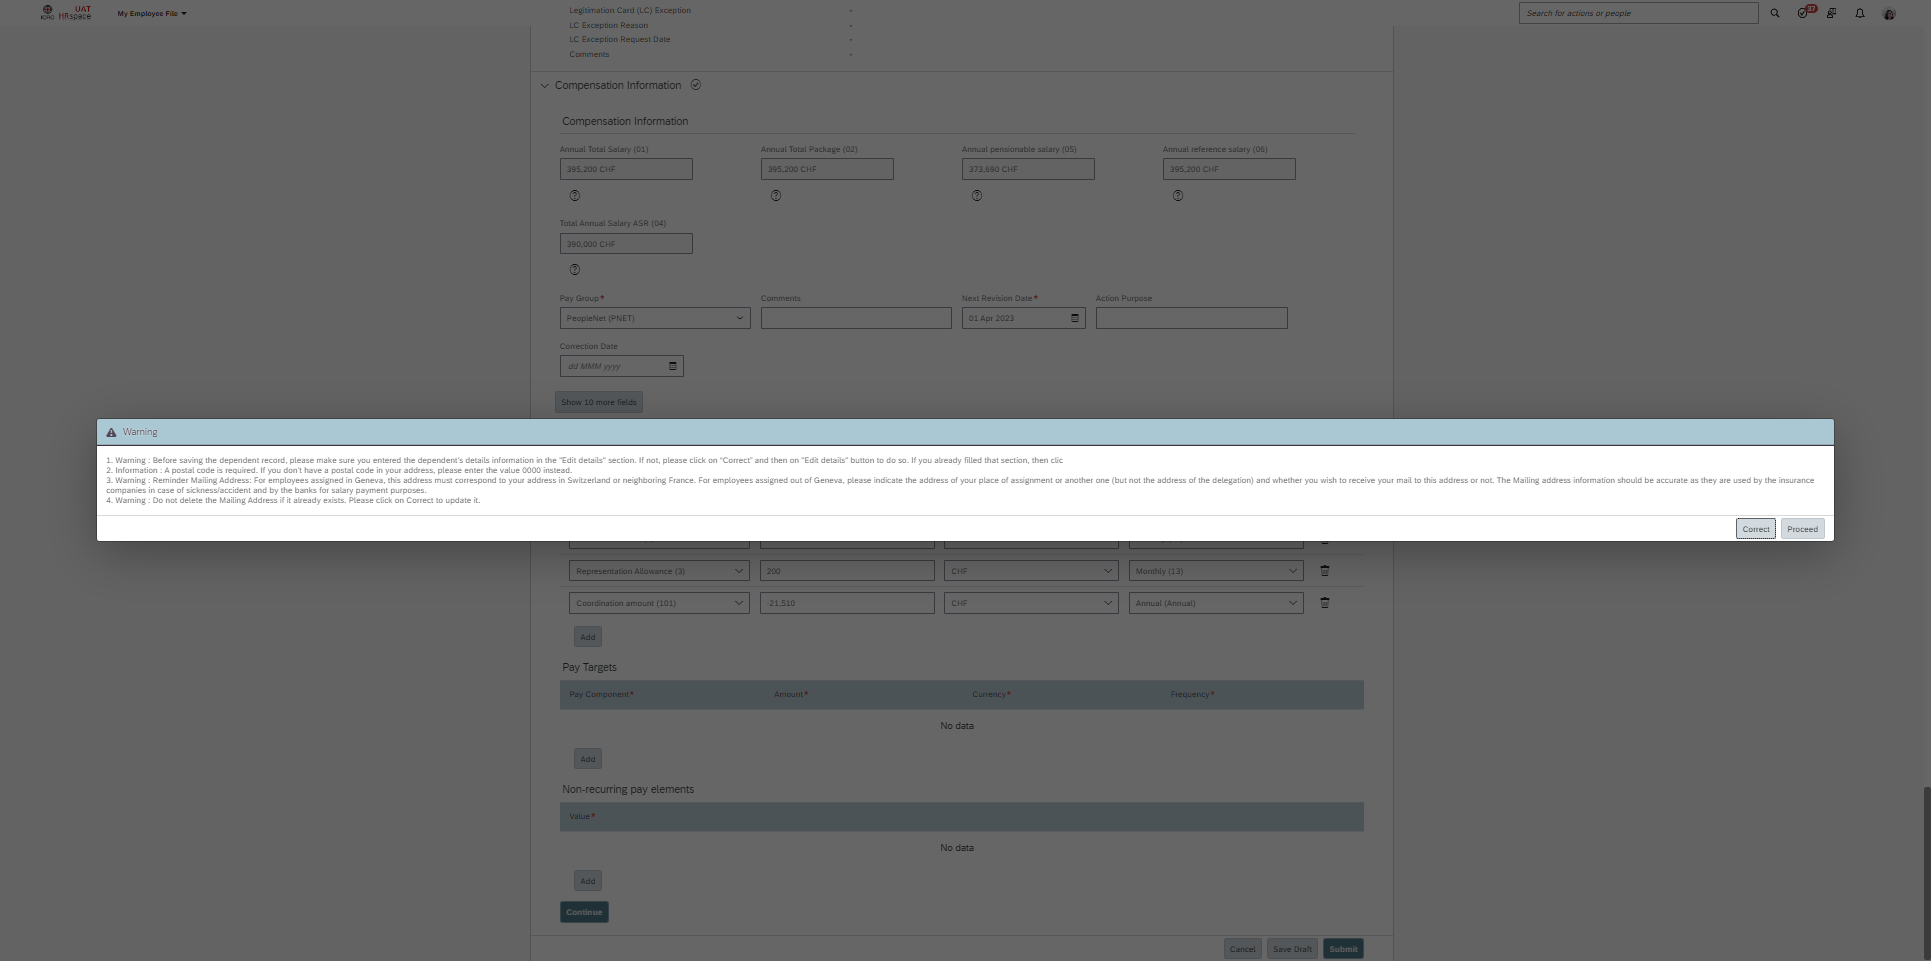 UAT
ICRC HRspace
My Employee File
Search for actions or people
37
Legitimation Card (LC) Exception -
LC Exception Reason -
LC Exception Request Date -
Comments -
Compensation Information
Compensation Information
Annual Total Salary (01) Annual Total Package (02) Annual pensionable salary (05) Annual reference salary (06)
395,200 CHF 395,200 CHF 373,690 CHF 395,200 CHF
Total Annual Salary ASR (04)
390,000 CHF
Pay Group* Comments Next Revision Date* Action Purpose
PeopleNet (PNET) 01 Apr 2023
Correction Date
dd MMM yyyy
Show 10 more fields
Warning
1. Warning : Before saving the dependent record, please make sure you entered the dependent's details information in the "Edit details" section. If not, please click on "Correct" and then on "Edit details" button to do so. If you already filled that section, then clic
2. Information : A postal code is required. If you don't have a postal code in your address, please enter the value 0000 instead.
3. Warning : Reminder Mailing Address: For employees assigned in Geneva, this address must correspond to your address in Switzerland or neighboring France. For employees assigned out of Geneva, please indicate the address of your place of assignment or another one (but not the address of the delegation) and whether you wish to receive your mail to this address or not. The Mailing address information should be accurate as they are used by the insurance
companies in case of sickness/accident and by the banks for salary payment purposes.
4. Warning : Do not delete the Mailing Address if it already exists. Please click on Correct to update it.
Correct Proceed
Representation Allowance (3) 200 CHF Monthly (13)
Coordination amount (101) -21,510 CHF Annual (Annual)
Add
Pay Targets
Pay Component* Amount* Currency* Frequency*
No data
Add
Non-recurring pay elements
Value*
No data
Add
Continue
Cancel Save Draft Submit